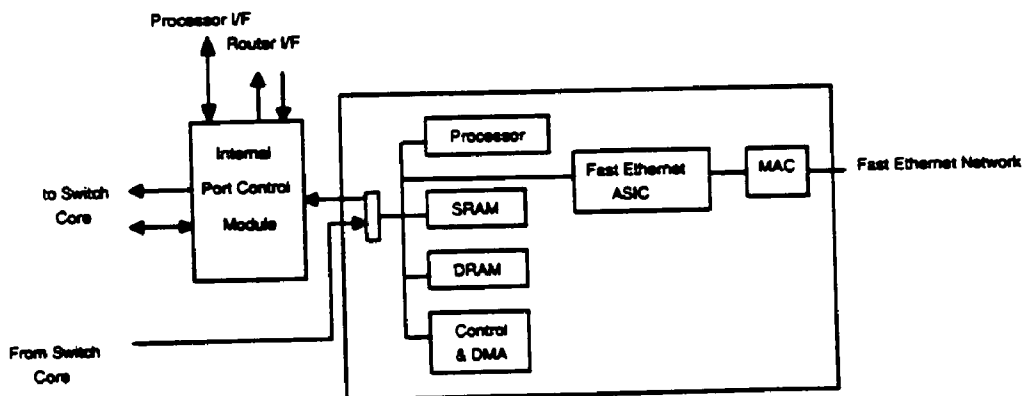 Processor I/F
Router I/F
Internal
Port Control
Module
to Switch
Core
From Switch
Core
Processor
SRAM
DRAM
Control
& DMA
Fast Ethernet
ASIC
MAC
Fast Ethernet Network